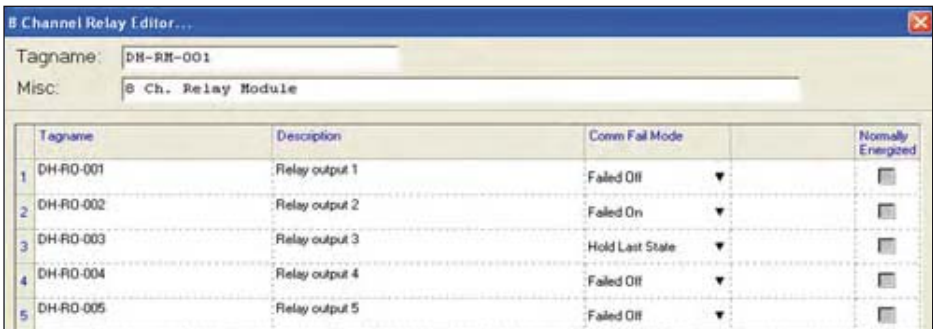 8 Channel Relay Editor...
Tagname: DH-RM-001
Misc: 8 Ch. Relay Module
Tagname Description Comm Fail Mode Normally Energized
1 DH-RO-001 Relay output 1 Failed Off
2 DH-RO-002 Relay output 2 Failed On
3 DH-RO-003 Relay output 3 Hold Last State
4 DH-RO-004 Relay output 4 Failed Off
5 DH-RO-005 Relay output 5 Failed Off